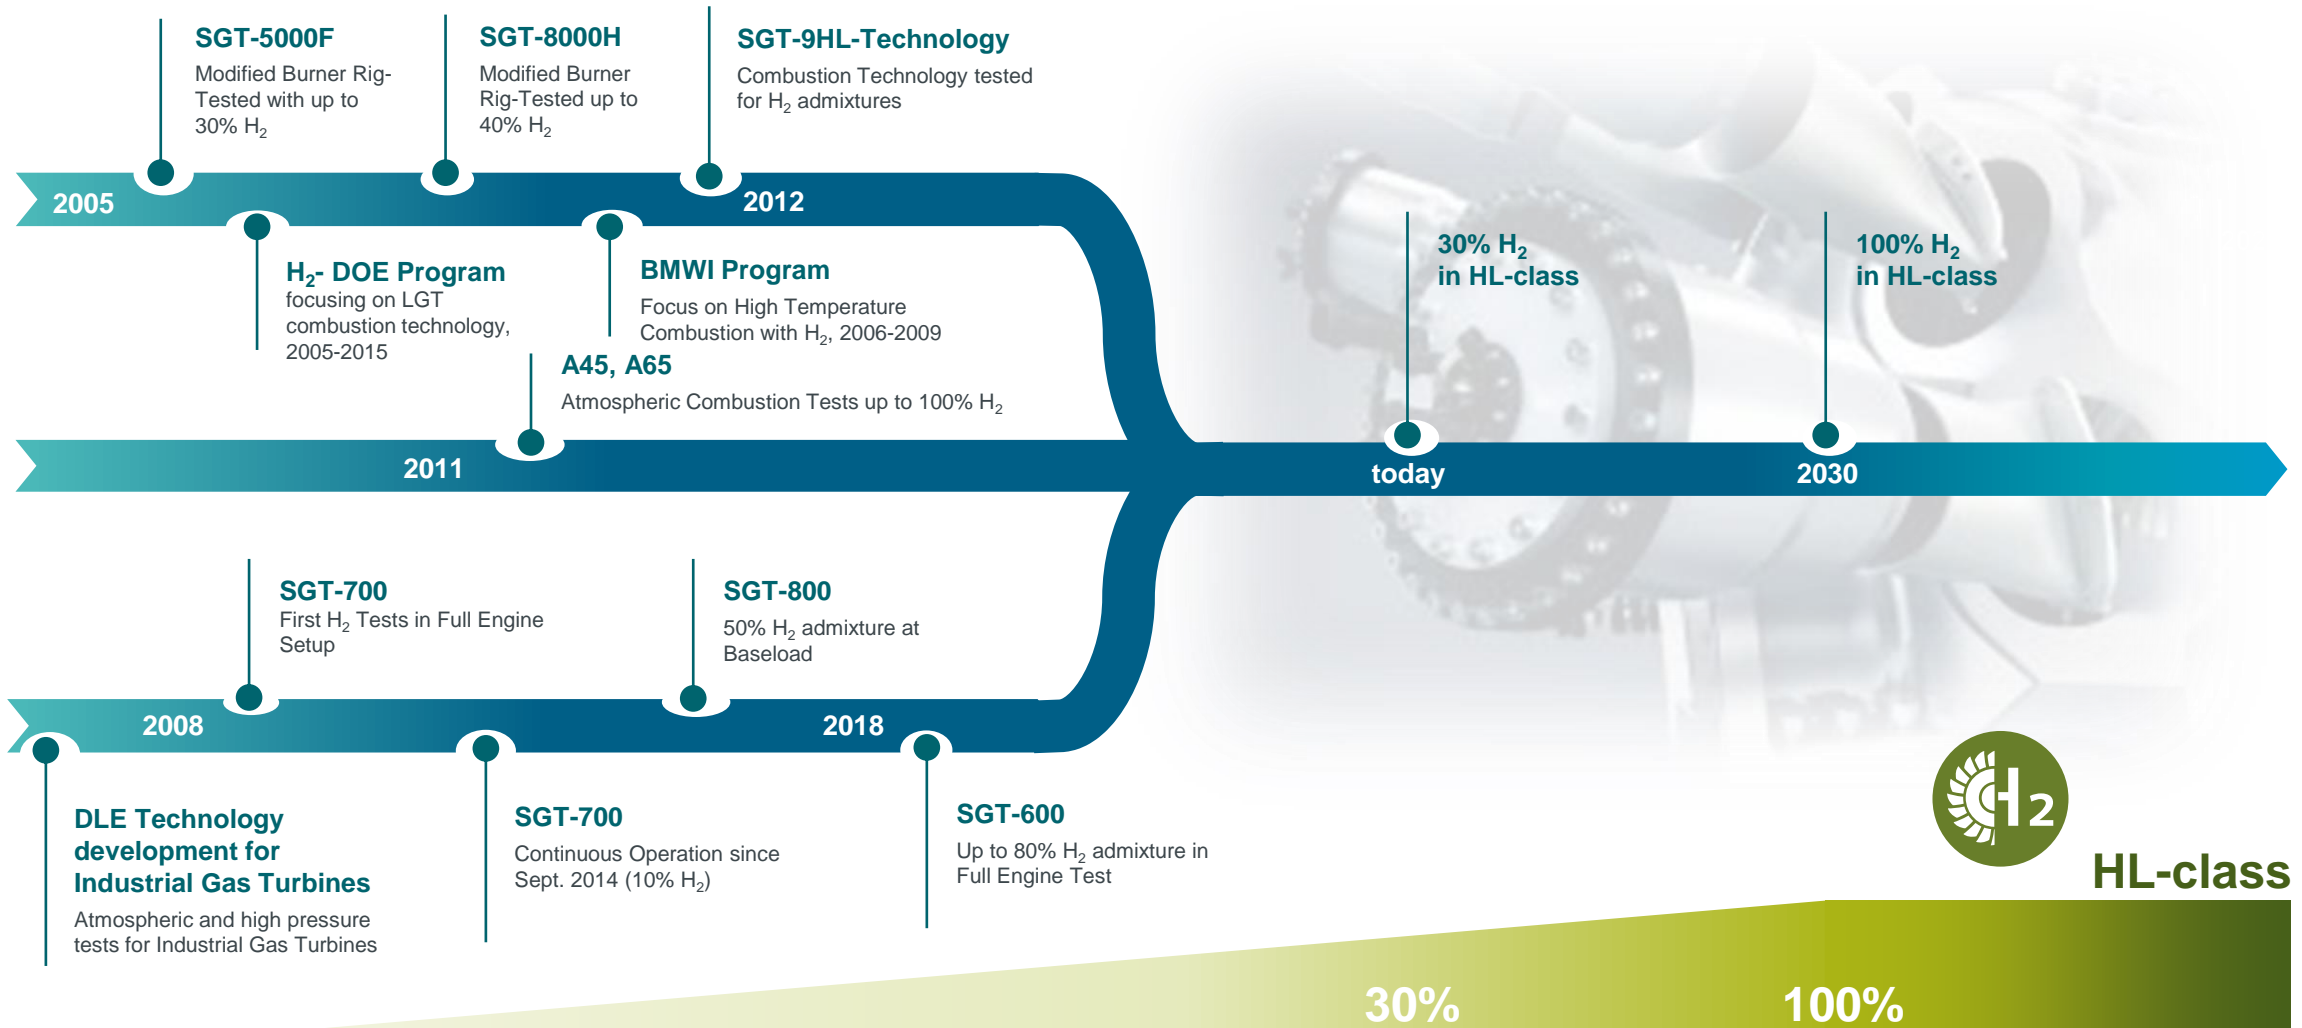 SGT-5000F
Modified Burner Rig-
Tested with up to
30% H₂
SGT-8000H
Modified Burner
Rig-Tested up to
40% H₂
SGT-9HL-Technology
Combustion Technology tested
for H₂ admixtures
2005
2012
H₂- DOE Program
focusing on LGT
combustion technology,
2005-2015
BMWI Program
Focus on High Temperature
Combustion with H₂, 2006-2009
A45, A65
Atmospheric Combustion Tests up to 100% H₂
2011
30% H₂
in HL-class
100% H₂
in HL-class
today
2030
SGT-700
First H₂ Tests in Full Engine
Setup
SGT-800
50% H₂ admixture at
Baseload
2008
2018
DLE Technology
development for
Industrial Gas Turbines
Atmospheric and high pressure
tests for Industrial Gas Turbines
SGT-700
Continuous Operation since
Sept. 2014 (10% H₂)
SGT-600
Up to 80% H₂ admixture in
Full Engine Test
H2
HL-class
30%
100%